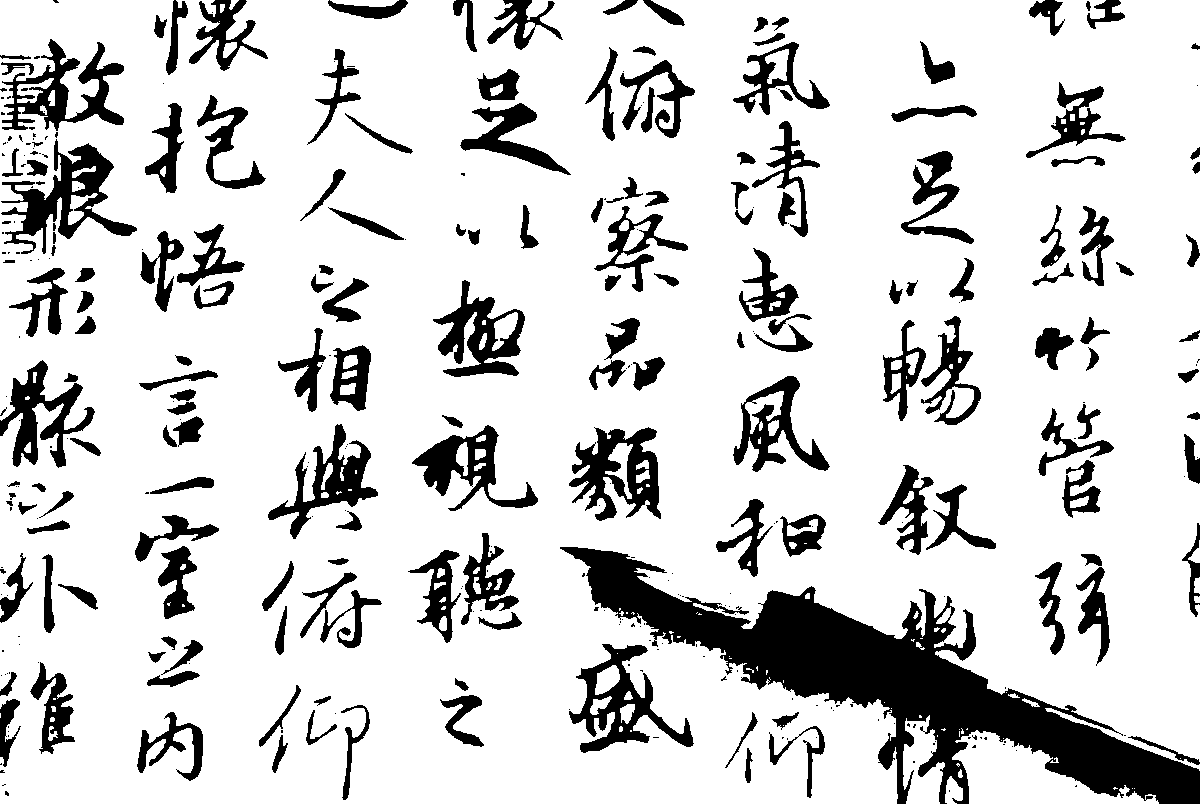 無絲竹管弦
亦足以暢叙幽情
氣清惠風和仰
俯察品類盛
懷足以極視聽之
夫人之相與俯仰
懷抱悟言一室之内
放浪形骸之外雖